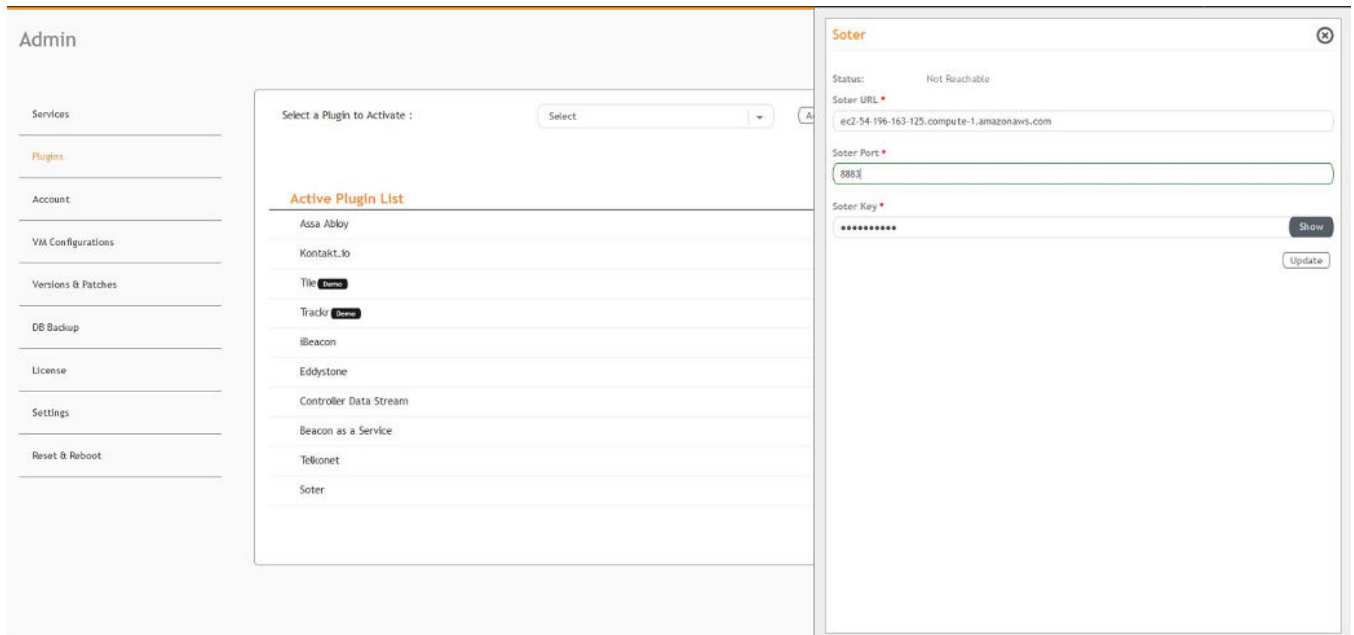 Admin
Services
Plugins
Account
VM Configurations
Versions & Patches
DB Backup
License
Settings
Reset & Reboot
Select a Plugin to Activate :
Select
Active Plugin List
Assa Abloy
Kontakt.io
Tile Demo
Trackr Demo
iBeacon
Eddystone
Controller Data Stream
Beacon as a Service
Telkonet
Soter
Soter
Status: Not Reachable
Soter URL *
ec2-54-196-163-125.compute-1.amazonaws.com
Soter Port *
8883
Soter Key *
••••••••••
Show
Update